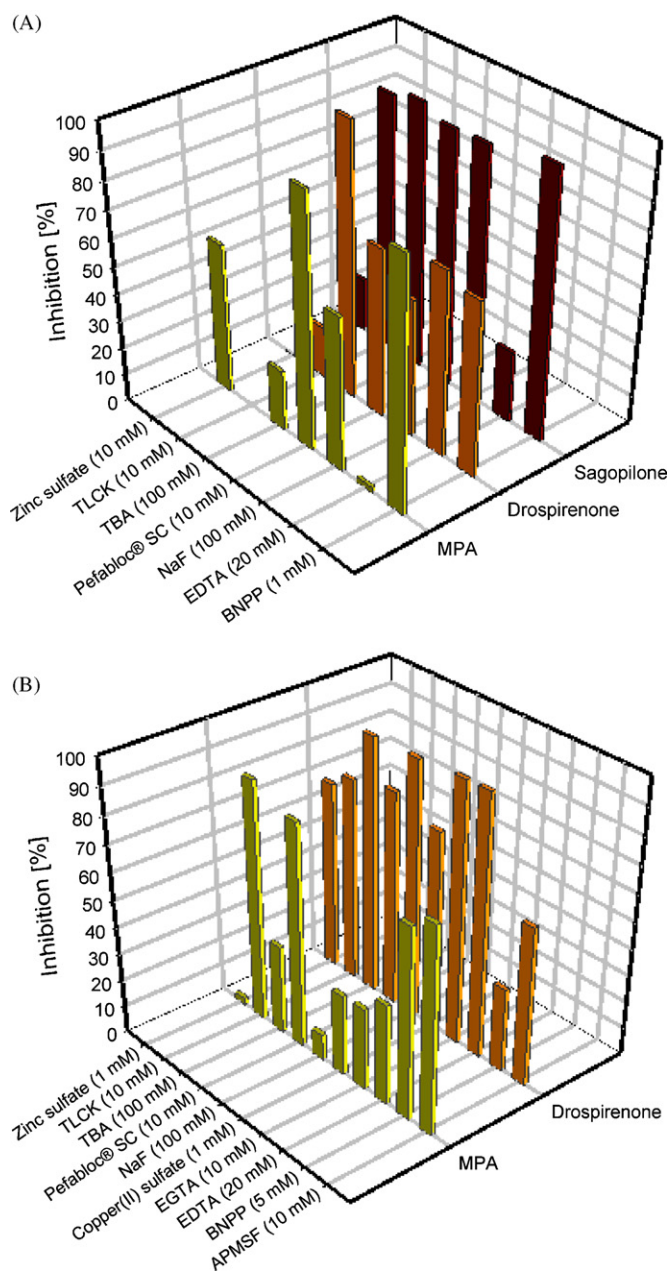 (A)
100
90
80
70
60
50
40
30
20
10
0
Inhibition [%]
Zinc sulfate (10 mM)
TLCK (10 mM)
TBA (100 mM)
Pefabloc® SC (10 mM)
NaF (100 mM)
EDTA (20 mM)
BNPP (1 mM)
MPA
Drospirenone
Sagopilone
(B)
100
90
80
70
60
50
40
30
20
10
0
Inhibition [%]
Zinc sulfate (1 mM)
TLCK (10 mM)
TBA (100 mM)
Pefabloc® SC (10 mM)
NaF (100 mM)
Copper(II) sulfate (1 mM)
EGTA (10 mM)
EDTA (20 mM)
BNPP (5 mM)
APMSF (10 mM)
MPA
Drospirenone